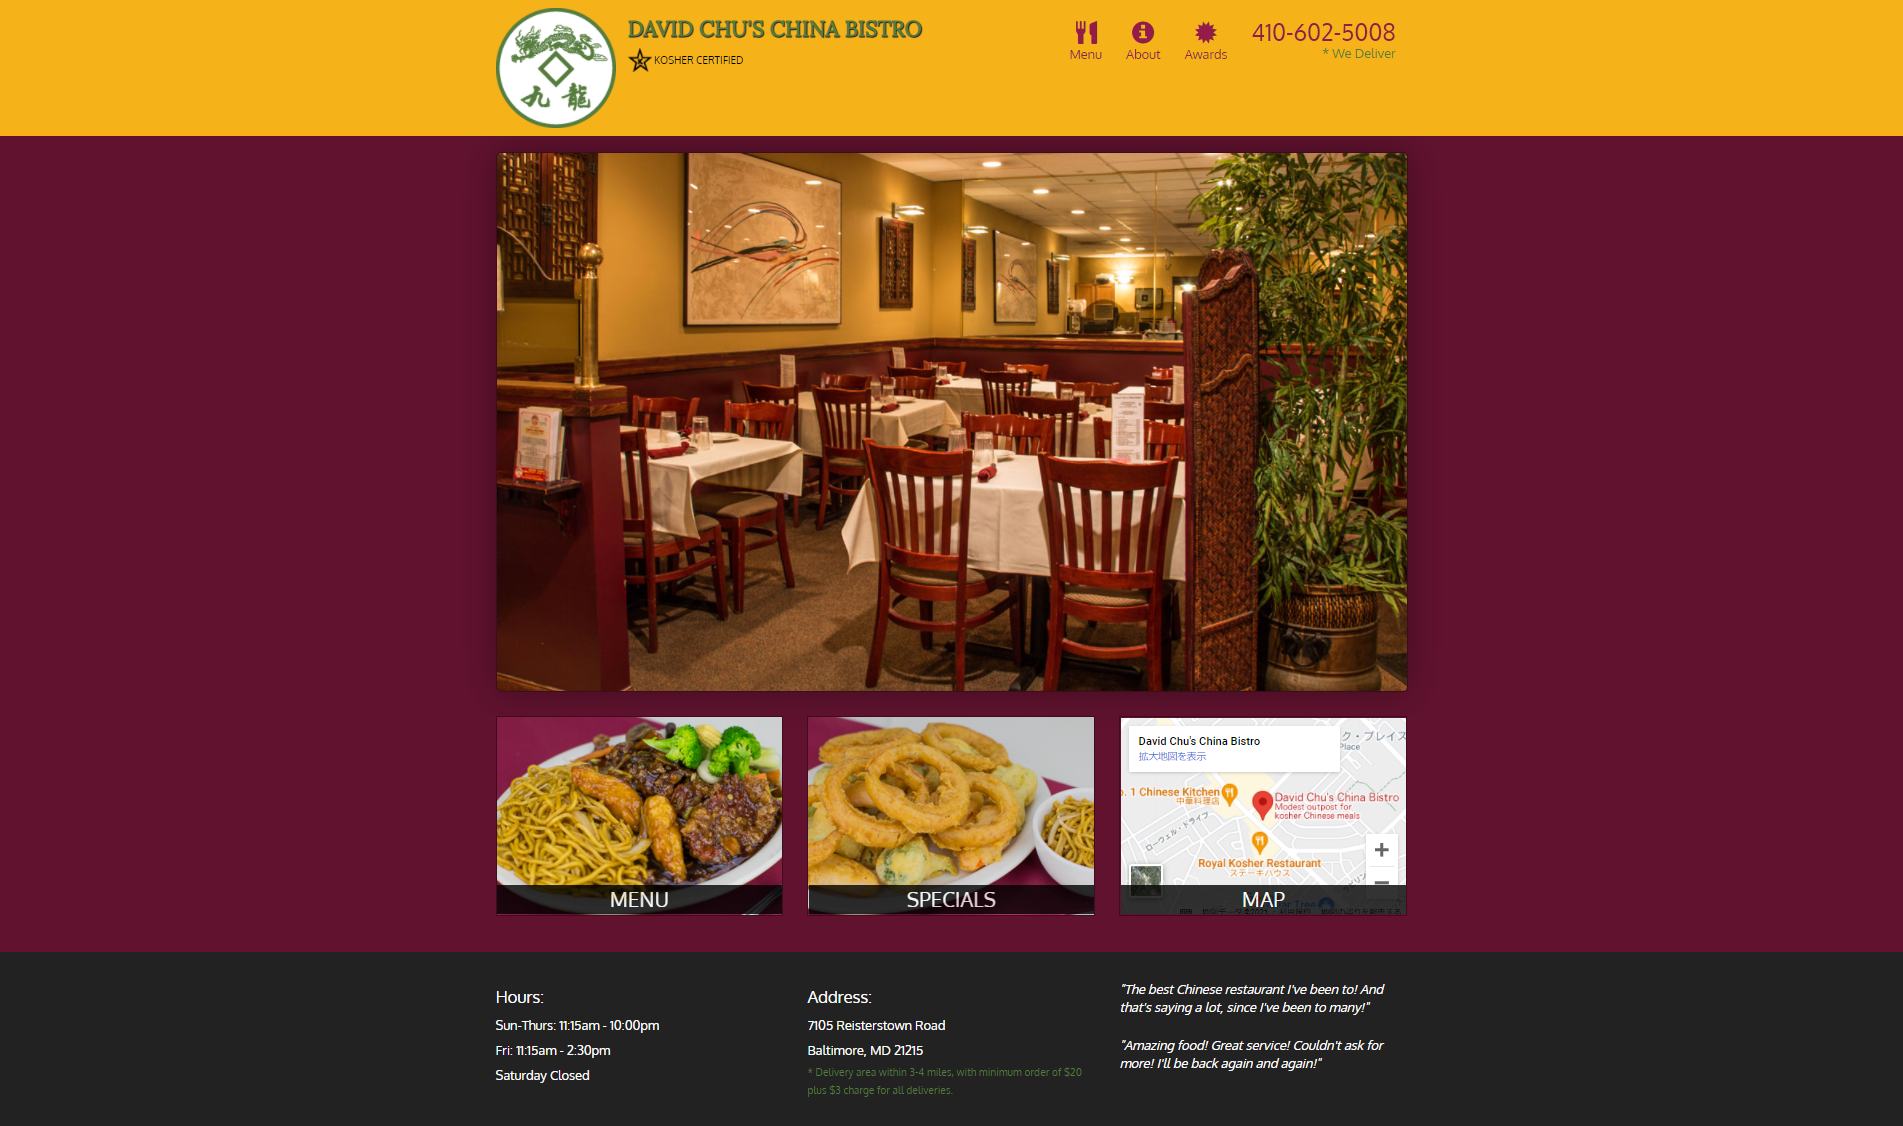 DAVID CHU'S CHINA BISTRO
KOSHER CERTIFIED
九龍
Menu
About
Awards
410-602-5008
* We Deliver
MENU
SPECIALS
David Chu's China Bistro
拡大地図を表示
ク・プレイス
Place
o. 1 Chinese Kitchen
中華料理店
David Chu's China Bistro
Modest outpost for
kosher Chinese meals
ローウェル・ドライブ
Royal Kosher Restaurant
ステーキハウス
MAP
Hours:
Sun-Thurs: 11:15am - 10:00pm
Fri: 11:15am - 2:30pm
Saturday Closed
Address:
7105 Reisterstown Road
Baltimore, MD 21215
* Delivery area within 3-4 miles, with minimum order of $20
plus $3 charge for all deliveries.
"The best Chinese restaurant I've been to! And
that's saying a lot, since I've been to many!"
"Amazing food! Great service! Couldn't ask for
more! I'll be back again and again!"